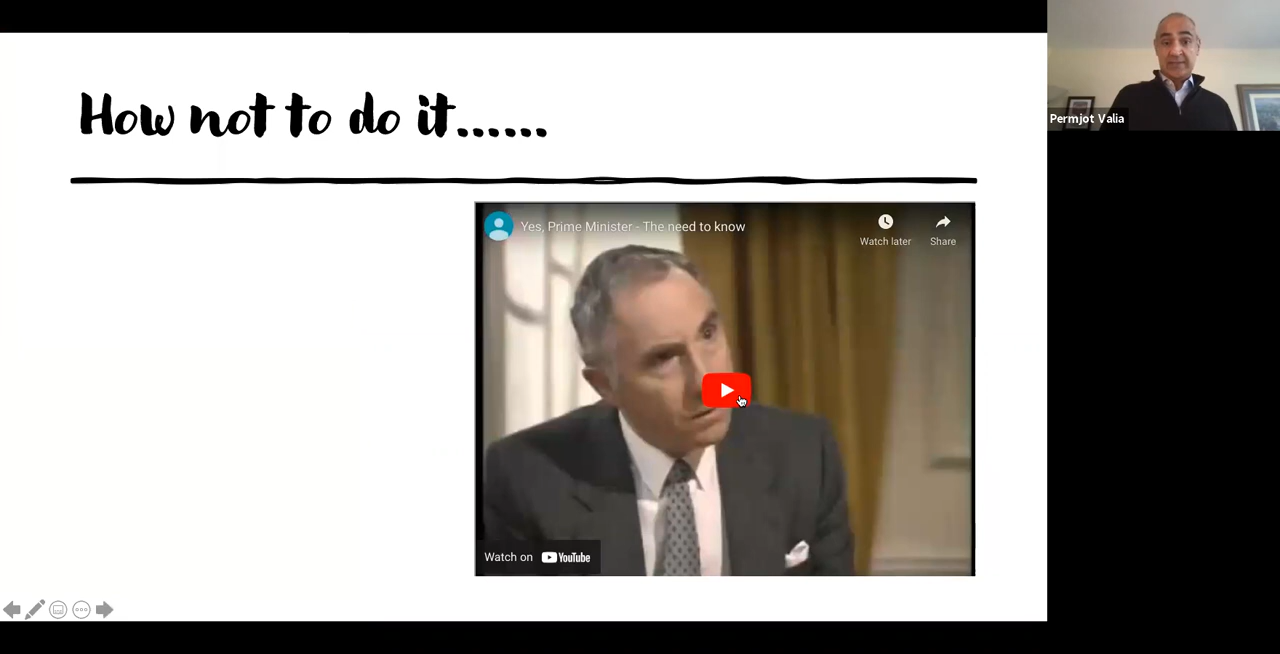 How not to do it......
Yes, Prime Minister - The need to know
Watch later
Share
Watch on YouTube
Permjot Valia